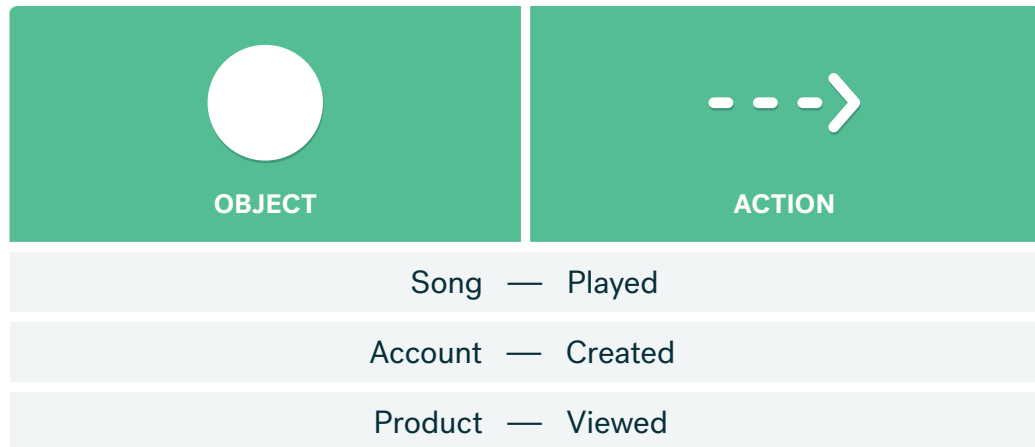 OBJECT ACTION
Song — Played
Account — Created
Product — Viewed